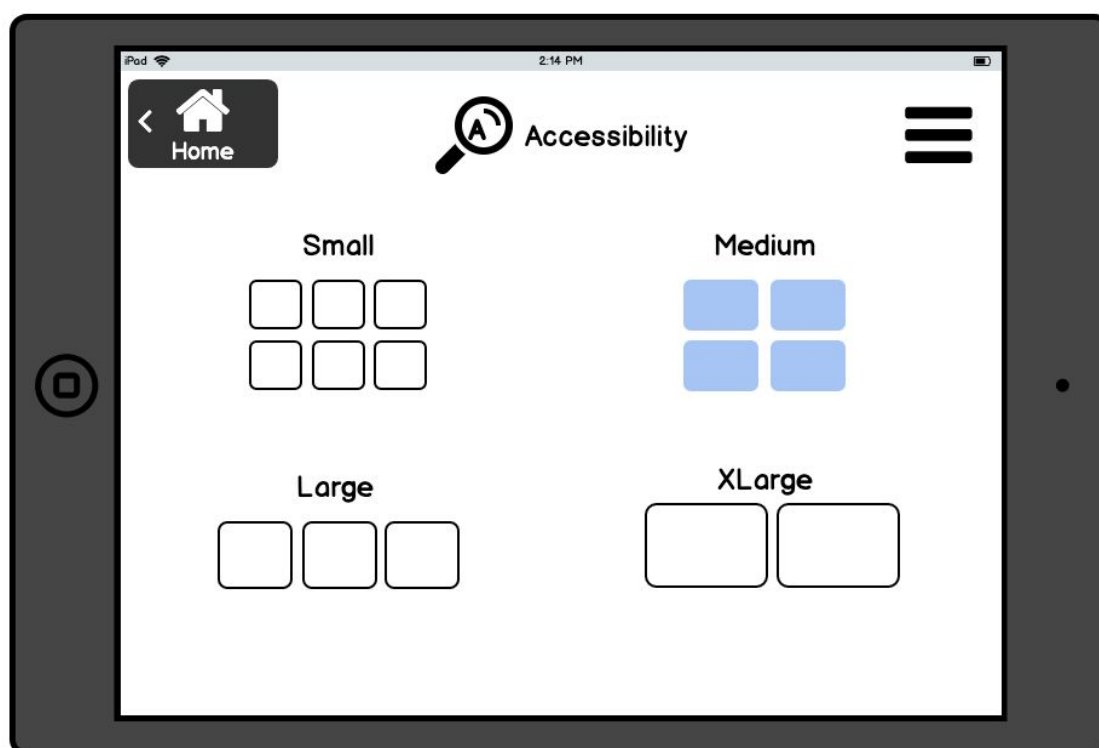 iPad
2:14 PM
Home
A
Accessibility
Small
Medium
Large
XLarge